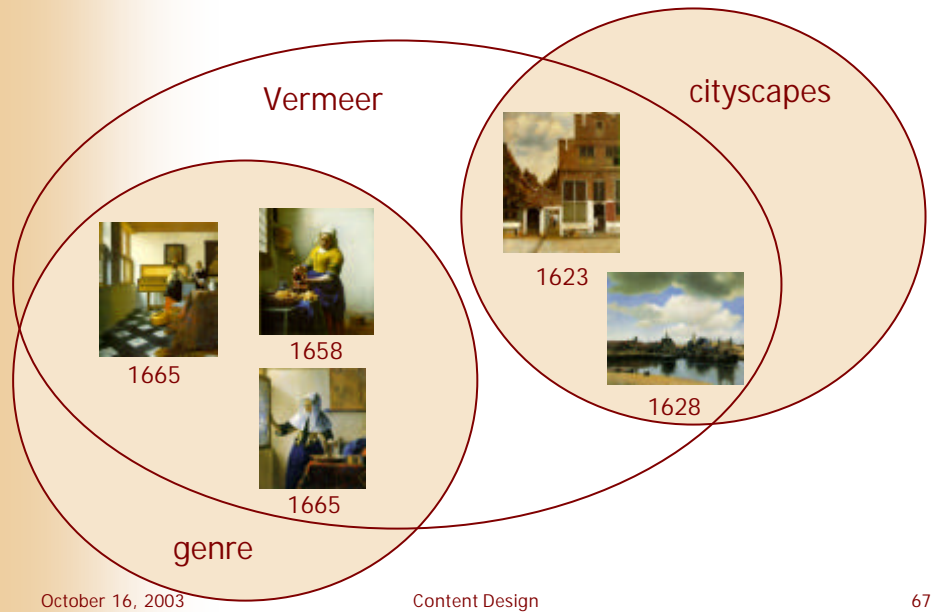 Vermeer
cityscapes
1623
1658
1665
1628
1665
genre
October 16, 2003
Content Design
67